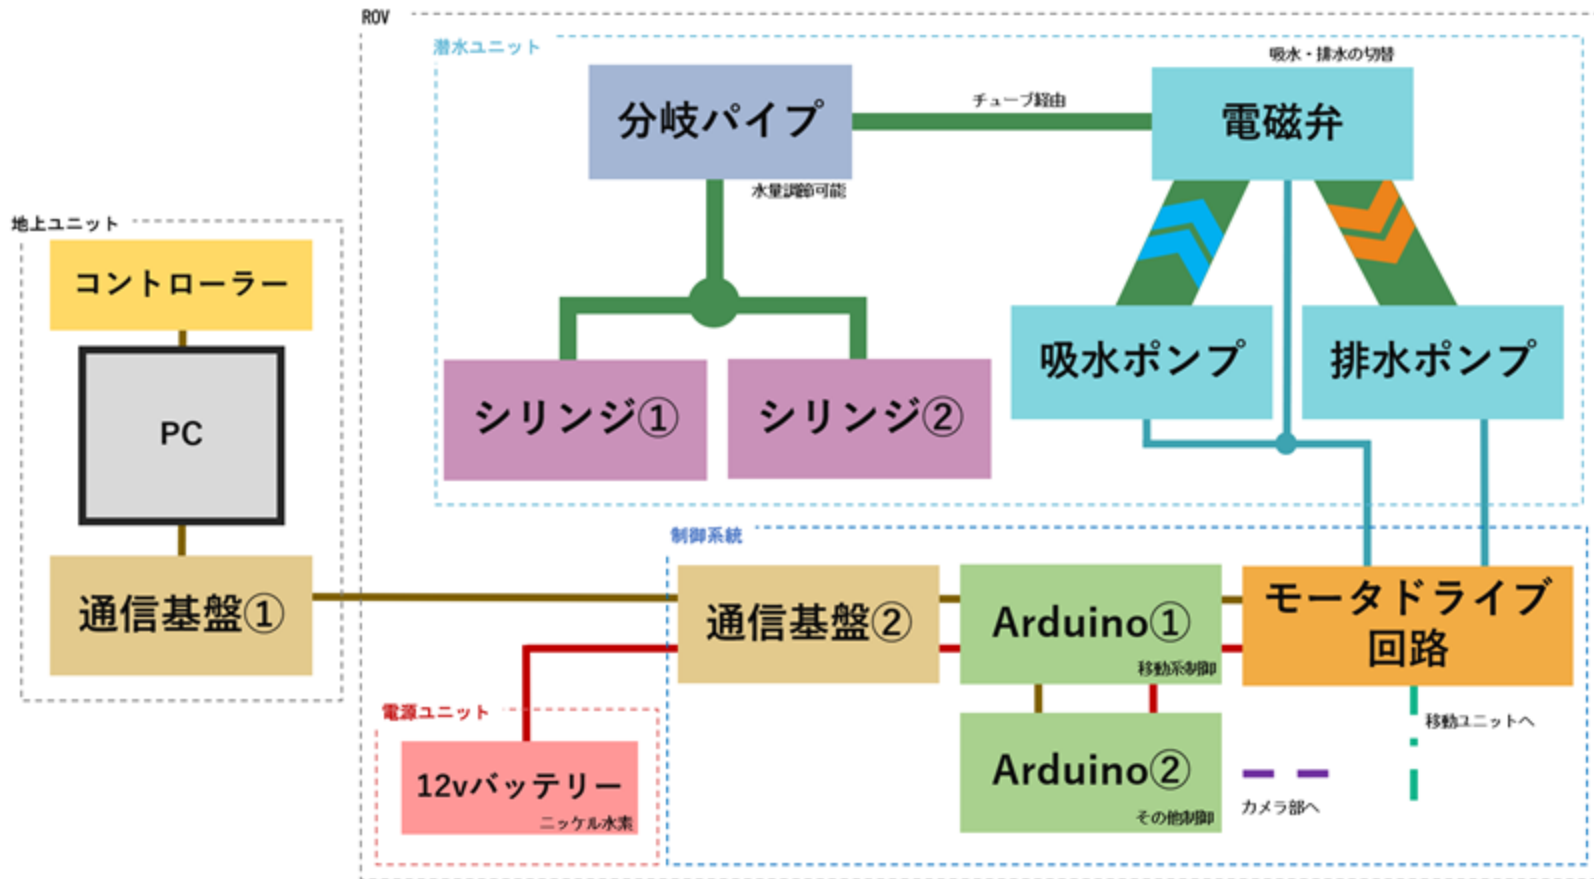 ROV
潜水ユニット
吸水・排水の切替
分岐パイプ
チューブ経由
電磁弁
水量調節可能
地上ユニット
コントローラー
吸水ポンプ
排水ポンプ
シリンジ①
シリンジ②
PC
制御系統
通信基盤①
通信基盤②
Arduino①
移動系制御
モータドライブ
回路
電源ユニット
移動ユニットへ
12vバッテリー
ニッケル水素
Arduino②
その他制御
カメラ部へ